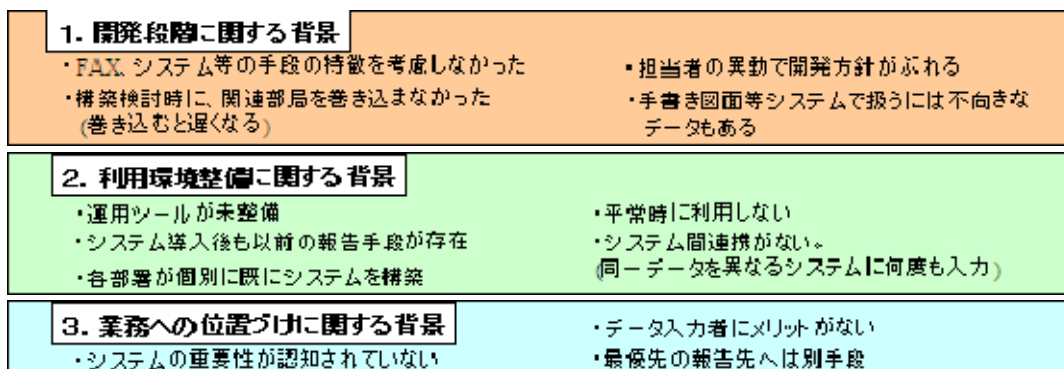 1. 開発段階に関する背景
・FAX、システム等の手段の特徴を考慮しなかった
・構築検討時に、関連部局を巻き込まなかった
(巻き込むと遅くなる)
・担当者の異動で開発方針がぶれる
・手書き図面等システムで扱うには不向きな
データもある
2. 利用環境整備に関する背景
・運用ツールが未整備
・システム導入後も以前の報告手段が存在
・各部署が個別に既にシステムを構築
・平常時に利用しない
・システム間連携がない。
(同一データを異なるシステムに何度も入力)
3. 業務への位置づけに関する背景
・システムの重要性が認知されていない
・データ入力者にメリットがない
・最優先の報告先へは別手段